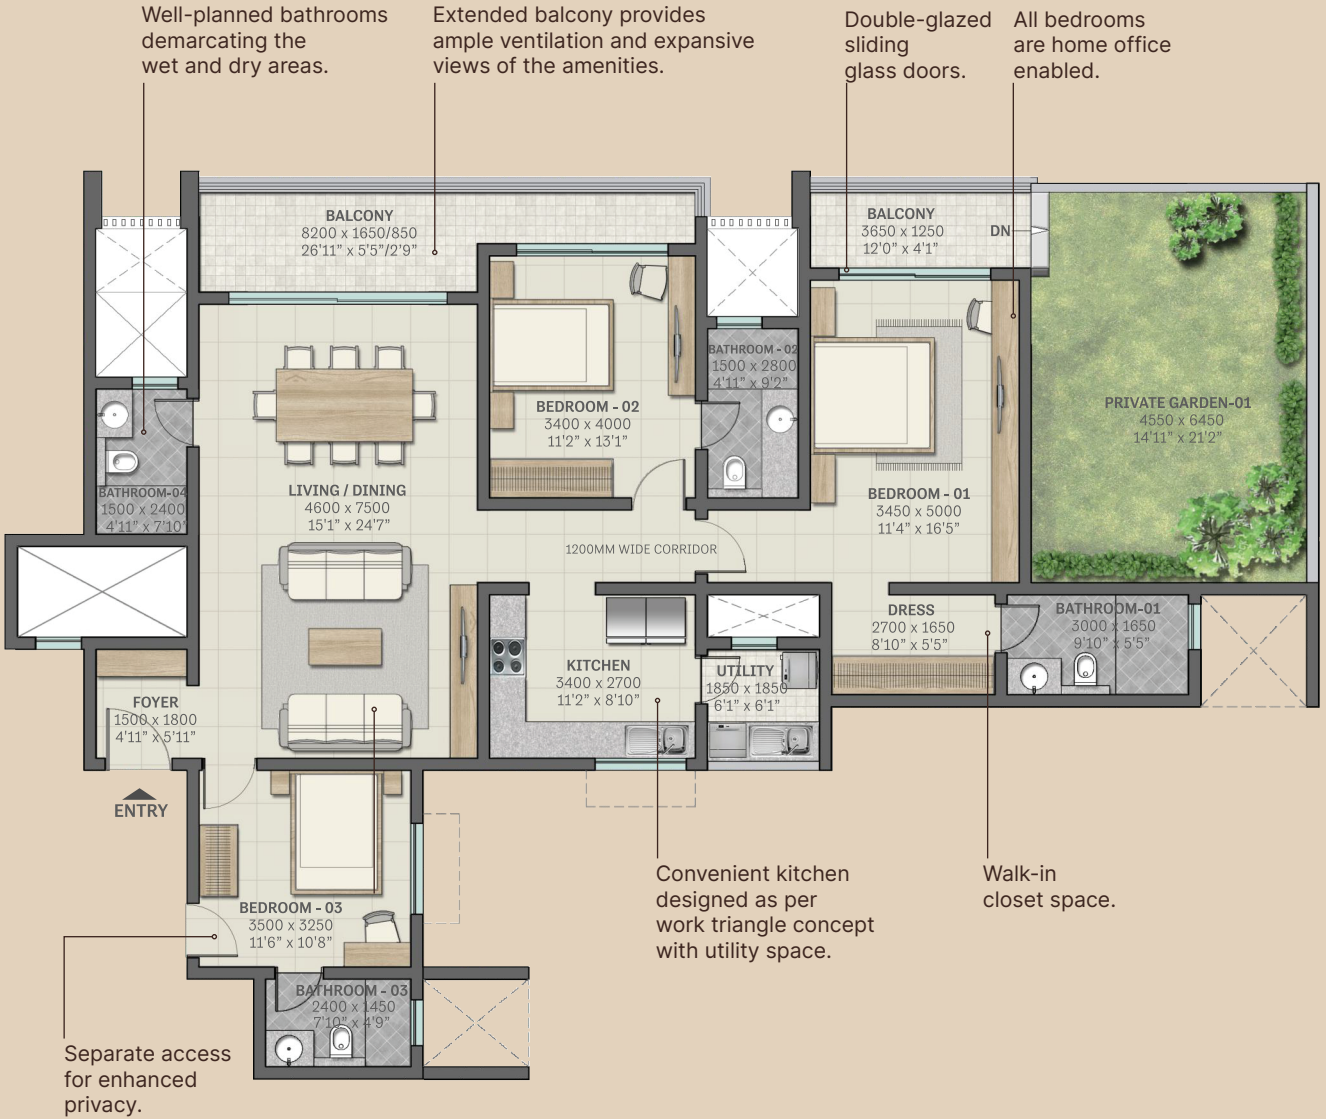 Well-planned bathrooms
demarcating the
wet and dry areas.
Extended balcony provides
ample ventilation and expansive
views of the amenities.
Double-glazed
sliding
glass doors.
All bedrooms
are home office
enabled.
BALCONY
8200 x 1650/850
26'11” x 5'5”/2'9”
BALCONY
3650 x 1250
12'0” x 4'1”
DN
BATHROOM - 02
1500 x 2800
4'11” x 9'2”
BEDROOM - 02
3400 x 4000
11'2” x 13'1”
PRIVATE GARDEN-01
4550 x 6450
14'11” x 21'2”
BATHROOM-04
1500 x 2400
4'11” x 7'10”
LIVING / DINING
4600 x 7500
15'1” x 24'7”
BEDROOM - 01
3450 x 5000
11'4” x 16'5”
1200MM WIDE CORRIDOR
DRESS
2700 x 1650
8'10” x 5'5”
BATHROOM-01
3000 x 1650
9'10” x 5'5”
KITCHEN
3400 x 2700
11'2” x 8'10”
UTILITY
1850 x 1850
6'1” x 6'1”
FOYER
1500 x 1800
4'11” x 5'11”
ENTRY
BEDROOM - 03
3500 x 3250
11'6” x 10'8”
BATHROOM - 03
2400 x 1450
7'10” x 4'9”
Convenient kitchen
designed as per
work triangle concept
with utility space.
Walk-in
closet space.
Separate access
for enhanced
privacy.